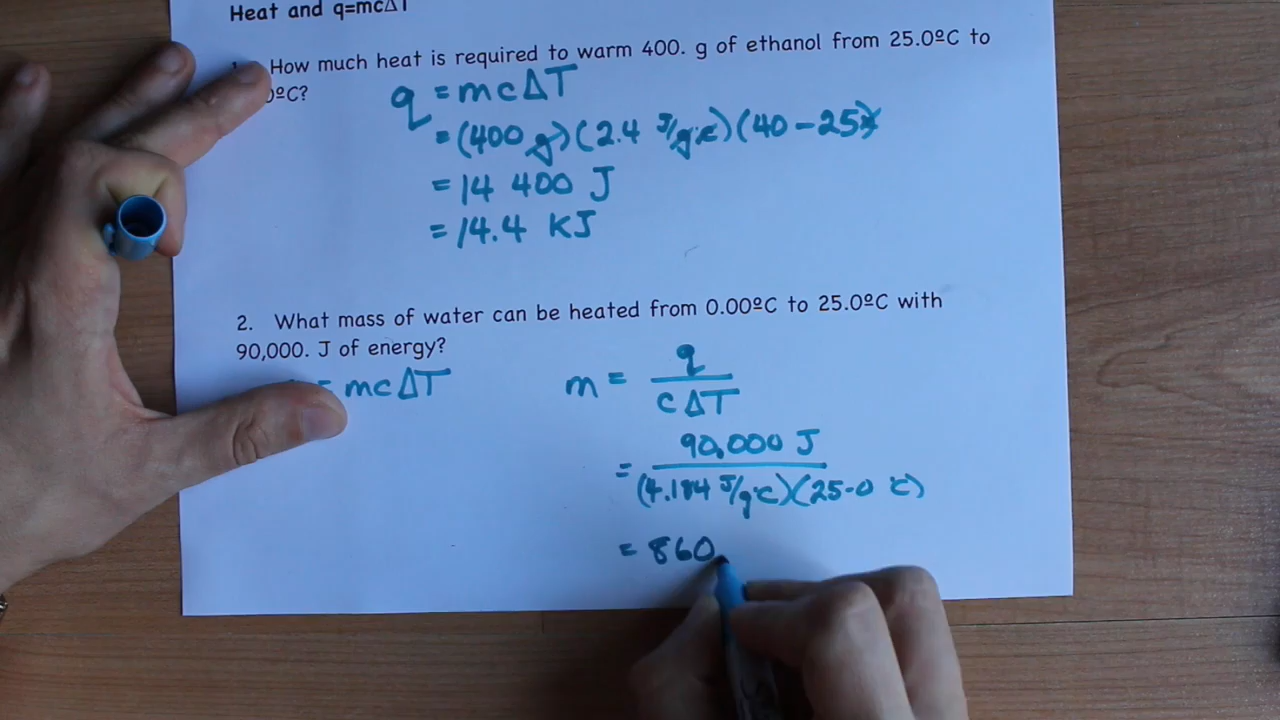 Heat and q=mcΔT
How much heat is required to warm 400. g of ethanol from 25.0ºC to
0ºC?
q = mcΔT
= (400 g)(2.4 J/g°C)(40 - 25)
= 14 400 J
= 14.4 KJ
2. What mass of water can be heated from 0.00ºC to 25.0ºC with
90,000. J of energy?
= mcΔT
m = q
cΔT
= 90,000 J
(4.184 J/g°C)(25-0 °C)
= 860